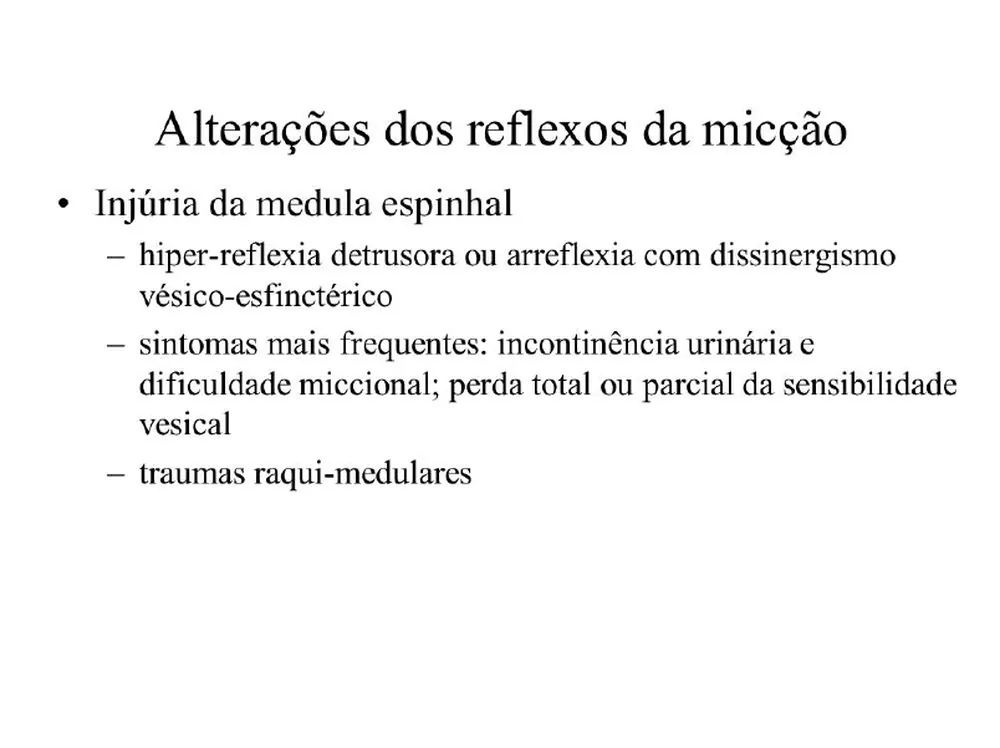 Alterações dos reflexos da micção
• Injúria da medula espinhal
– hiper-reflexia detrusora ou arreflexia com dissinergismo
vésico-esfinctérico
– sintomas mais frequentes: incontinência urinária e
dificuldade miccional; perda total ou parcial da sensibilidade
vesical
– traumas raqui-medulares